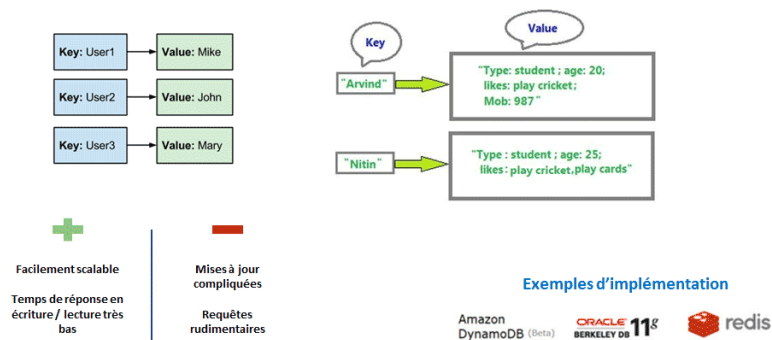 Key: User1
Value: Mike
Key: User2
Value: John
Key: User3
Value: Mary
Key
Value
"Arvind"
"Type: student ; age: 20;
likes: play cricket;
Mob: 987"
"Nitin"
"Type : student ; age: 25;
likes: play cricket,play cards"
Facilement scalable
Temps de réponse en
écriture / lecture très
bas
Mises à jour
compliquées
Requêtes
rudimentaires
Exemples d'implémentation
Amazon
DynamoDB (Beta)
ORACLE
BERKELEY DB 11g
redis